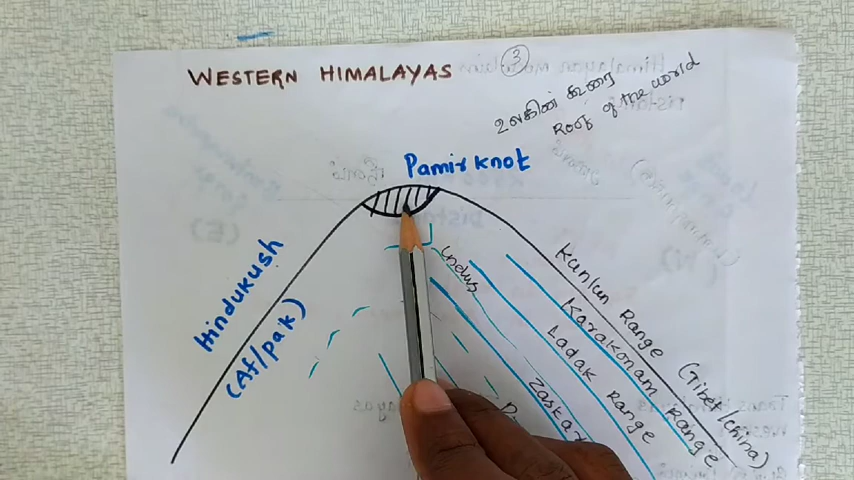 WESTERN HIMALAYAS
3
உலகின் கூரை
Roof of the world
Pamir knot
Hindukush
(Af/pak)
Indus
Kunlun Range (Tibet/china)
Karakonam Range
Ladak Range
Zaskar